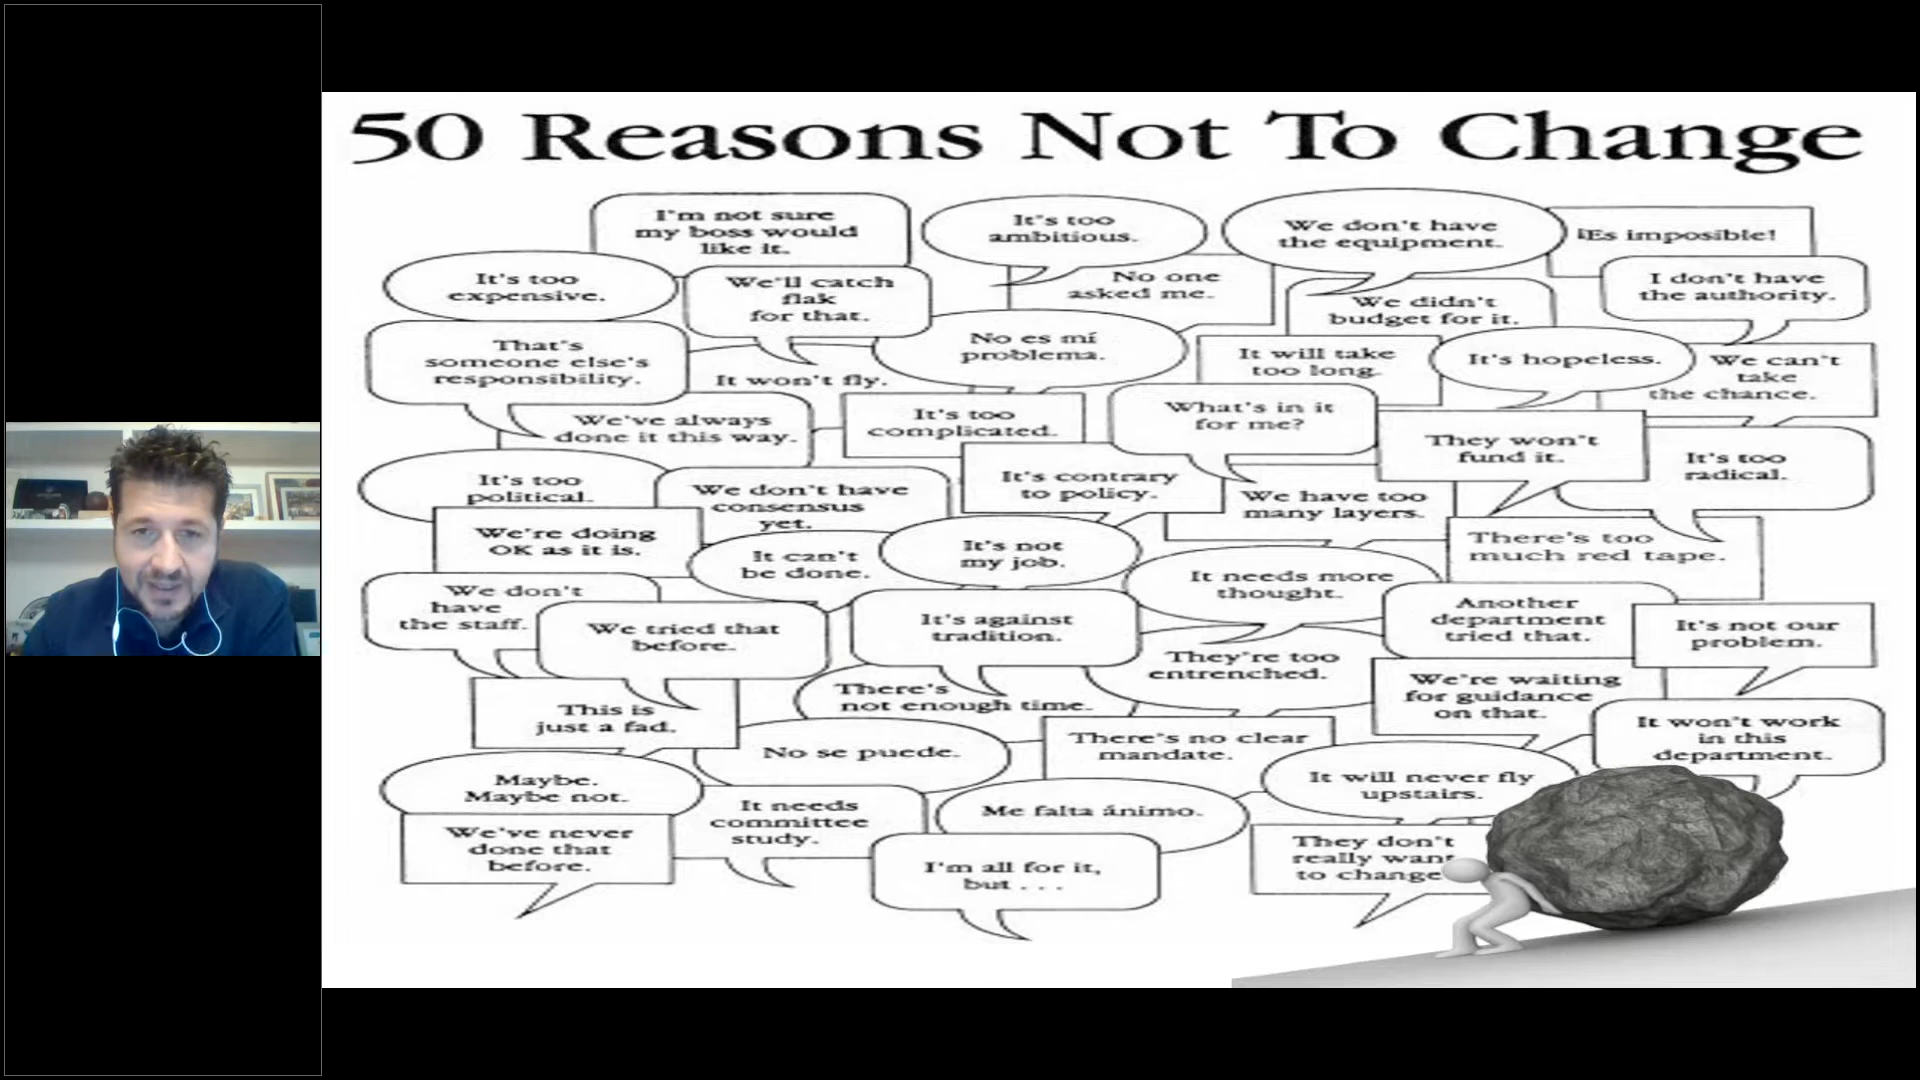 50 Reasons Not To Change
I'm not sure
my boss would
like it.
It's too
ambitious.
We don't have
the equipment.
¡Es imposible!
It's too
expensive.
We'll catch
flak
for that.
No one
asked me.
We didn't
budget for it.
I don't have
the authority.
That's
someone else's
responsibility.
It won't fly.
No es mí
problema.
It will take
too long.
It's hopeless.
We can't
take
the chance.
We've always
done it this way.
It's too
complicated.
What's in it
for me?
They won't
fund it.
It's too
radical.
It's too
political.
We don't have
consensus
yet.
It's contrary
to policy.
We have too
many layers.
We're doing
OK as it is.
It can't
be done.
It's not
my job.
There's too
much red tape.
We don't
have
the staff.
We tried that
before.
It's against
tradition.
It needs more
thought.
Another
department
tried that.
It's not our
problem.
This is
just a fad.
There's
not enough time.
They're too
entrenched.
We're waiting
for guidance
on that.
It won't work
in this
department.
No se puede.
There's no clear
mandate.
It will never fly
upstairs.
Maybe.
Maybe not.
It needs
committee
study.
Me falta ánimo.
We've never
done that
before.
I'm all for it,
but . . .
They don't
really want
to change